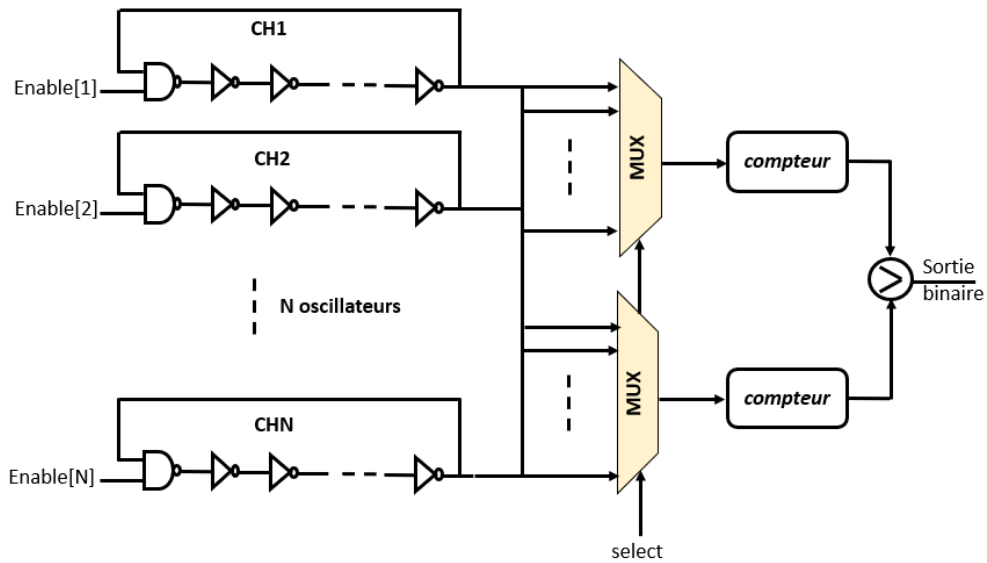 CH1
Enable[1]
MUX
compteur
CH2
Enable[2]
N oscillateurs
>
Sortie
binaire
MUX
compteur
CHN
Enable[N]
select